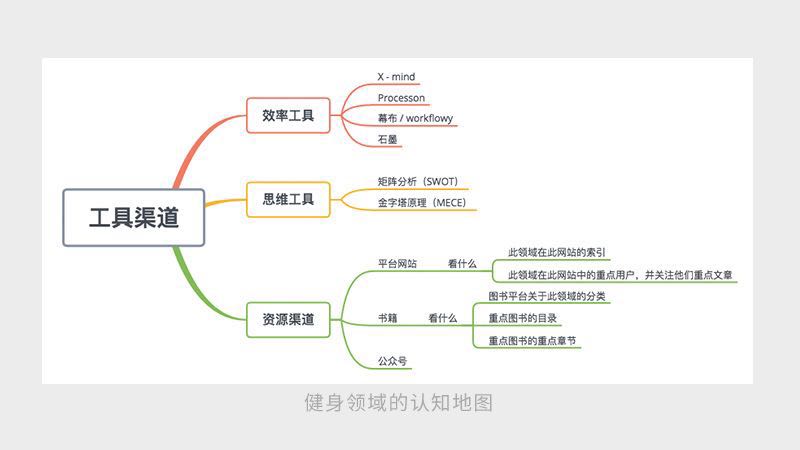 工具渠道
效率工具
X - mind
Processon
幕布 / workflowy
石墨
思维工具
矩阵分析（SWOT）
金字塔原理（MECE）
资源渠道
平台网站
看什么
此领域在此网站的索引
此领域在此网站中的重点用户，并关注他们重点文章
书籍
看什么
图书平台关于此领域的分类
重点图书的目录
重点图书的重点章节
公众号
健身领域的认知地图